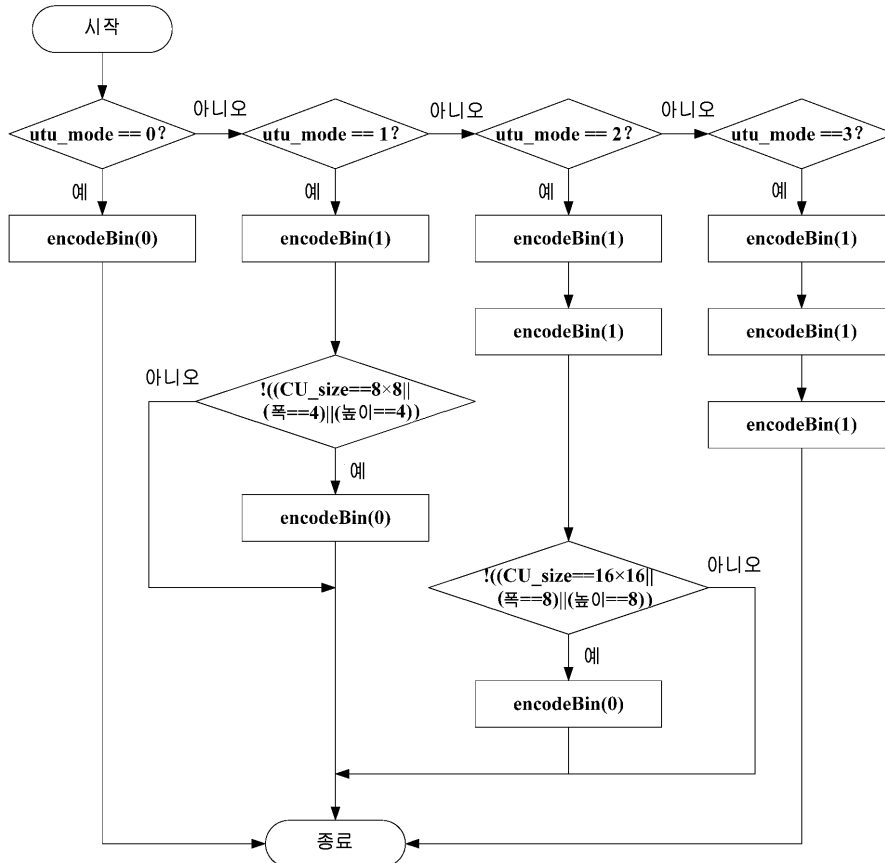 시작
아니오
아니오
아니오
utu_mode == 0?
utu_mode == 1?
utu_mode == 2?
utu_mode ==3?
예
예
예
예
encodeBin(0)
encodeBin(1)
encodeBin(1)
encodeBin(1)
encodeBin(1)
encodeBin(1)
아니오
!((CU_size==8×8||
(폭==4)||(높이==4))
encodeBin(1)
예
encodeBin(0)
아니오
!((CU_size==16×16||
(폭==8)||(높이==8))
예
encodeBin(0)
종료